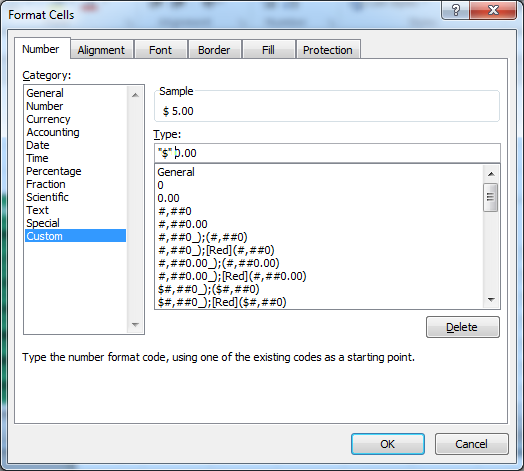 Format Cells
Number Alignment Font Border Fill Protection
Category:
General
Number
Currency
Accounting
Date
Time
Percentage
Fraction
Scientific
Text
Special
Custom
Sample
$ 5.00
Type:
"$" 0.00
General
0
0.00
#,##0
#,##0.00
#,##0_);(#,##0)
#,##0_);[Red](#,##0)
#,##0.00_);(#,##0.00)
#,##0.00_);[Red](#,##0.00)
$#,##0_);($#,##0)
$#,##0_);[Red]($#,##0)
Delete
Type the number format code, using one of the existing codes as a starting point.
OK Cancel